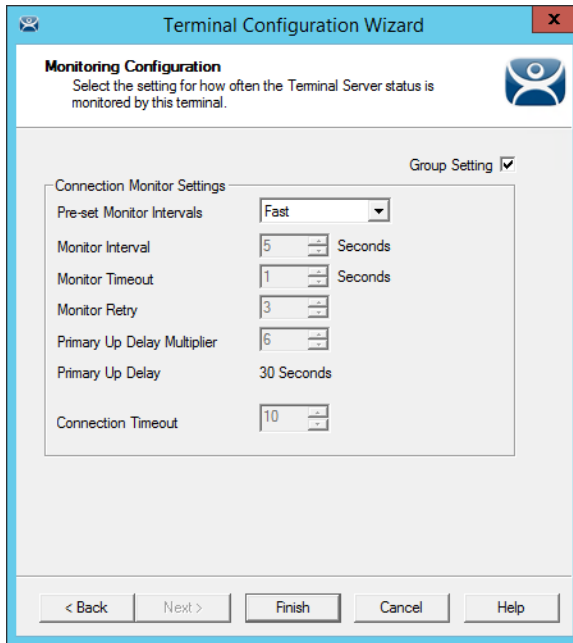 Terminal Configuration Wizard
x
Monitoring Configuration
Select the setting for how often the Terminal Server status is
monitored by this terminal.
Group Setting
Connection Monitor Settings
Pre-set Monitor Intervals Fast
Monitor Interval 5 Seconds
Monitor Timeout 1 Seconds
Monitor Retry 3
Primary Up Delay Multiplier 6
Primary Up Delay 30 Seconds
Connection Timeout 10
< Back Next > Finish Cancel Help